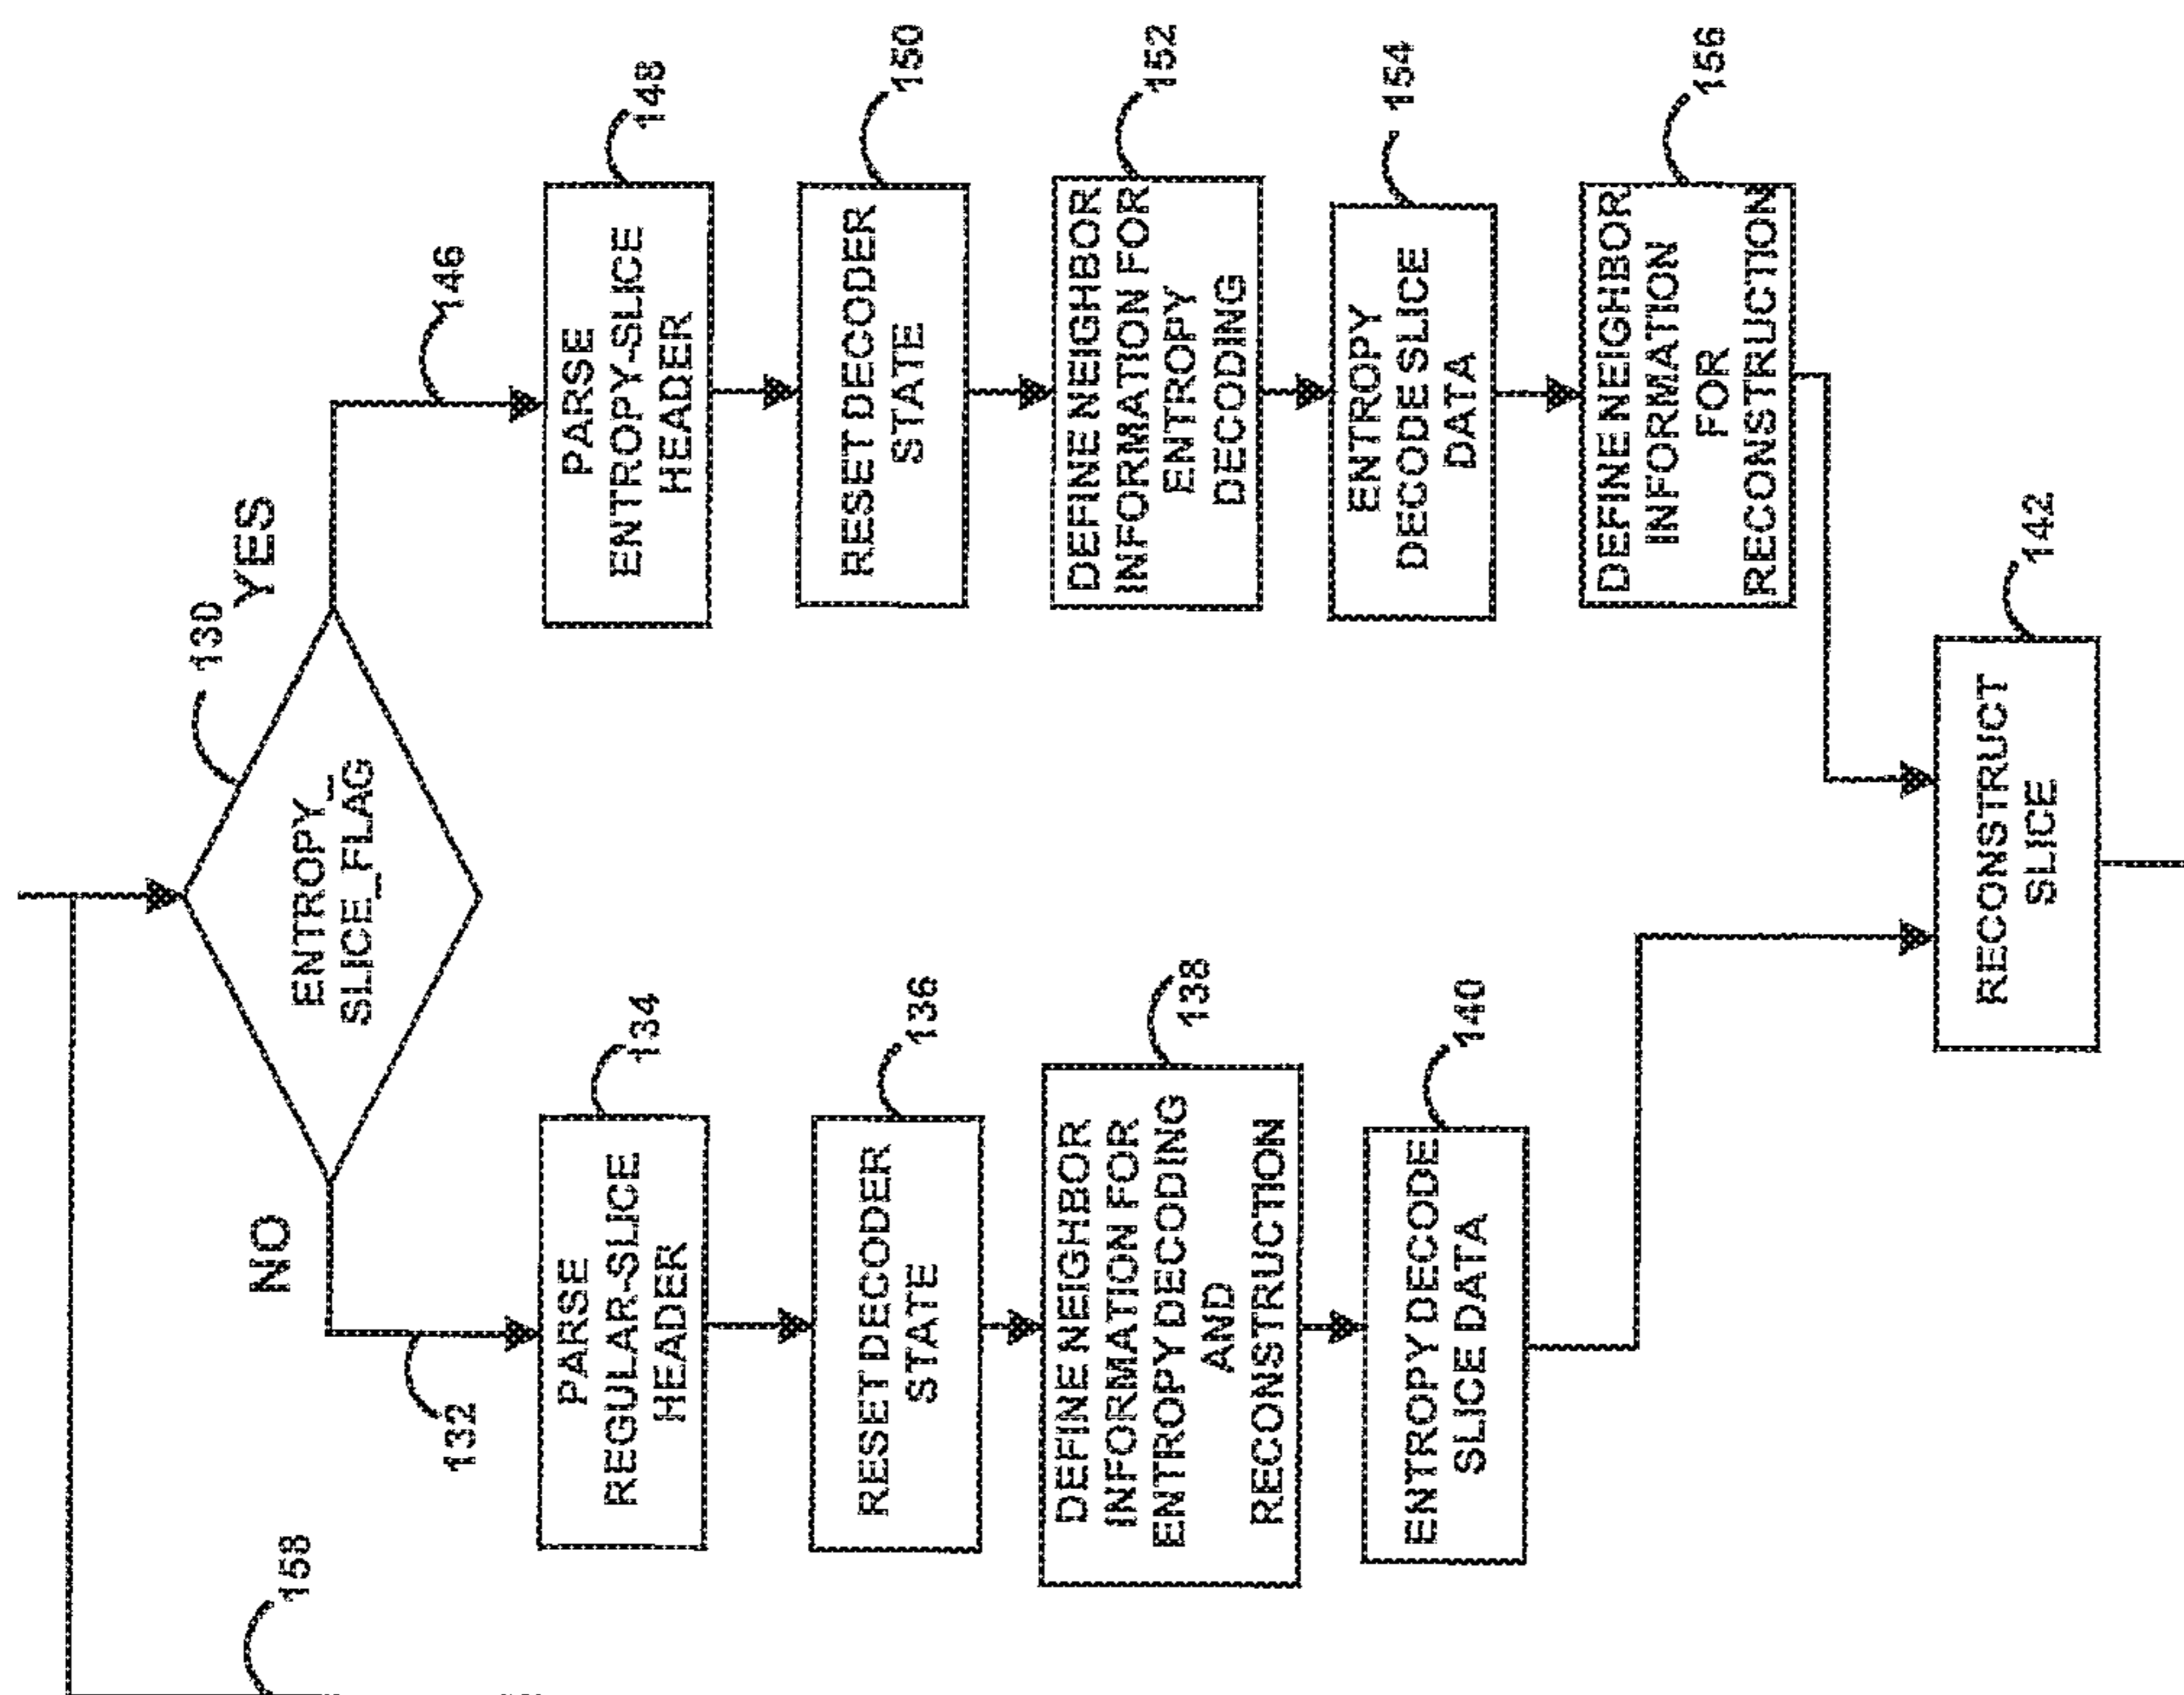 130
ENTROPY_
SLICE_FLAG
NO
YES
132
146
PARSE
REGULAR-SLICE
HEADER
134
PARSE
ENTROPY-SLICE
HEADER
148
RESET DECODER
STATE
136
RESET DECODER
STATE
150
DEFINE NEIGHBOR
INFORMATION FOR
ENTROPY DECODING
AND
RECONSTRUCTION
138
DEFINE NEIGHBOR
INFORMATION FOR
ENTROPY
DECODING
152
ENTROPY DECODE
SLICE DATA
140
ENTROPY
DECODE SLICE
DATA
154
DEFINE NEIGHBOR
INFORMATION
FOR
RECONSTRUCTION
156
RECONSTRUCT
SLICE
142
158